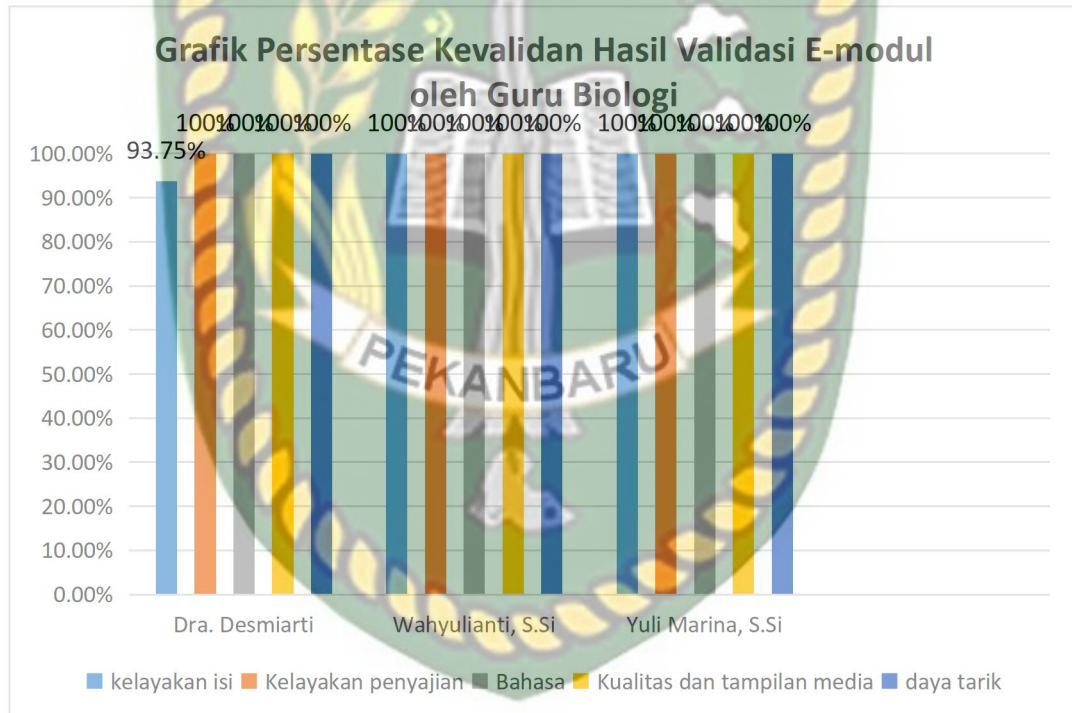 Grafik Persentase Kevalidan Hasil Validasi E-modul
oleh Guru Biologi
100% 100% 100% 100% 100% 100% 100% 100% 100% 100% 100% 100% 100% 100%
93.75%
100.00%
90.00%
80.00%
70.00%
60.00%
50.00%
40.00%
30.00%
20.00%
10.00%
0.00%
PEKANBARU
Dra. Desmiarti Wahyulianti, S.Si Yuli Marina, S.Si
kelayakan isi Kelayakan penyajian Bahasa Kualitas dan tampilan media daya tarik